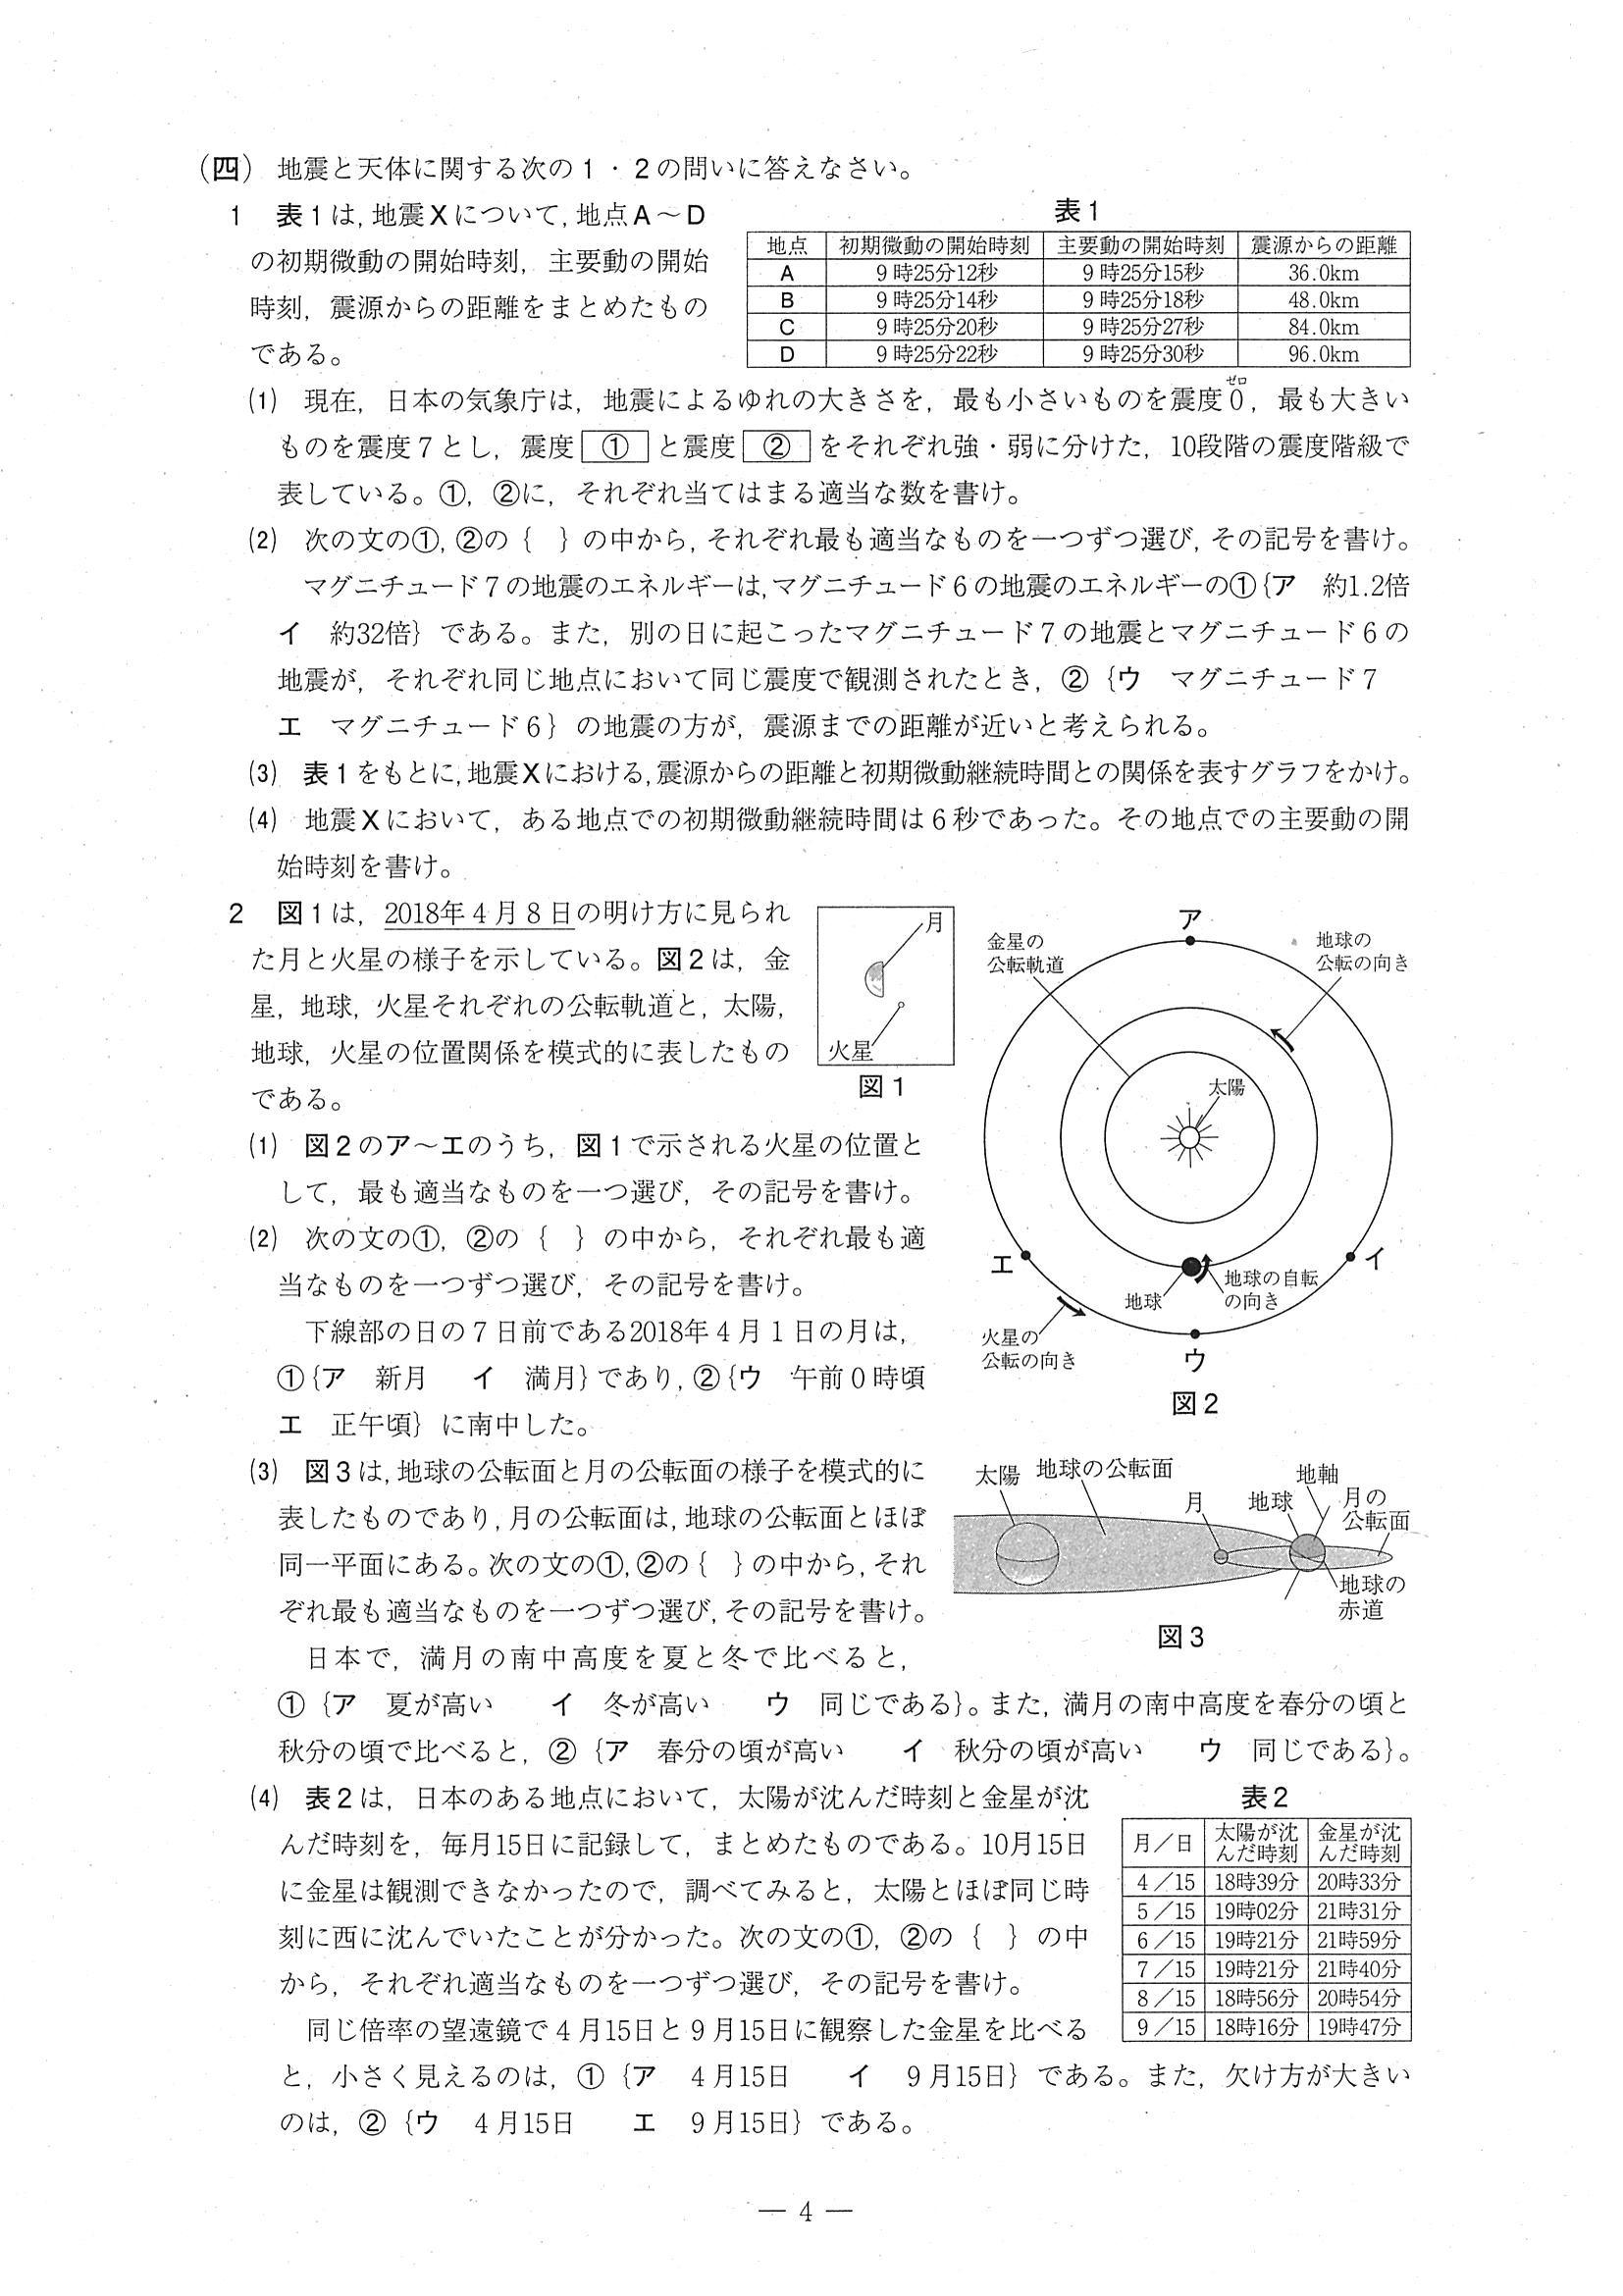 (四) 地震と天体に関する次の1・2の問いに答えなさい。
1 表1は，地震Xについて，地点A～D
の初期微動の開始時刻，主要動の開始
時刻，震源からの距離をまとめたもの
である。
表1
地点 初期微動の開始時刻 主要動の開始時刻 震源からの距離
A 9時25分12秒 9時25分15秒 36.0km
B 9時25分14秒 9時25分18秒 48.0km
C 9時25分20秒 9時25分27秒 84.0km
D 9時25分22秒 9時25分30秒 96.0km
(1) 現在，日本の気象庁は，地震によるゆれの大きさを，最も小さいものを震度0(ゼロ)，最も大きい
ものを震度7とし，震度 ① と震度 ② をそれぞれ強・弱に分けた，10段階の震度階級で
表している。①，②に，それぞれ当てはまる適当な数を書け。
(2) 次の文の①，②の｛ ｝の中から，それぞれ最も適当なものを一つずつ選び，その記号を書け。
マグニチュード7の地震のエネルギーは，マグニチュード6の地震のエネルギーの①｛ア 約1.2倍
イ 約32倍｝である。また，別の日に起こったマグニチュード7の地震とマグニチュード6の
地震が，それぞれ同じ地点において同じ震度で観測されたとき，②｛ウ マグニチュード7
エ マグニチュード6｝の地震の方が，震源までの距離が近いと考えられる。
(3) 表1をもとに，地震Xにおける，震源からの距離と初期微動継続時間との関係を表すグラフをかけ。
(4) 地震Xにおいて，ある地点での初期微動継続時間は6秒であった。その地点での主要動の開
始時刻を書け。
2 図1は，2018年4月8日の明け方に見られ
た月と火星の様子を示している。図2は，金
星，地球，火星それぞれの公転軌道と，太陽，
地球，火星の位置関係を模式的に表したもの
である。
月
火星
図1
ア
金星の
公転軌道
地球の
公転の向き
太陽
エ
イ
地球
地球の自転
の向き
火星の
公転の向き
ウ
図2
(1) 図2のア～エのうち，図1で示される火星の位置と
して，最も適当なものを一つ選び，その記号を書け。
(2) 次の文の①，②の｛ ｝の中から，それぞれ最も適
当なものを一つずつ選び，その記号を書け。
下線部の日の7日前である2018年4月1日の月は，
①｛ア 新月 イ 満月｝であり，②｛ウ 午前0時頃
エ 正午頃｝に南中した。
(3) 図3は，地球の公転面と月の公転面の様子を模式的に
表したものであり，月の公転面は，地球の公転面とほぼ
同一平面にある。次の文の①，②の｛ ｝の中から，それ
ぞれ最も適当なものを一つずつ選び，その記号を書け。
太陽 地球の公転面
月
地球
地軸
月の
公転面
地球の
赤道
図3
日本で，満月の南中高度を夏と冬で比べると，
①｛ア 夏が高い イ 冬が高い ウ 同じである｝。また，満月の南中高度を春分の頃と
秋分の頃で比べると，②｛ア 春分の頃が高い イ 秋分の頃が高い ウ 同じである｝。
(4) 表2は，日本のある地点において，太陽が沈んだ時刻と金星が沈
んだ時刻を，毎月15日に記録して，まとめたものである。10月15日
に金星は観測できなかったので，調べてみると，太陽とほぼ同じ時
刻に西に沈んでいたことが分かった。次の文の①，②の｛ ｝の中
から，それぞれ適当なものを一つずつ選び，その記号を書け。
表2
月／日 太陽が沈んだ時刻 金星が沈んだ時刻
4／15 18時39分 20時33分
5／15 19時02分 21時31分
6／15 19時21分 21時59分
7／15 19時21分 21時40分
8／15 18時56分 20時54分
9／15 18時16分 19時47分
同じ倍率の望遠鏡で4月15日と9月15日に観察した金星を比べる
と，小さく見えるのは，①｛ア 4月15日 イ 9月15日｝である。また，欠け方が大きい
のは，②｛ウ 4月15日 エ 9月15日｝である。
― 4 ―